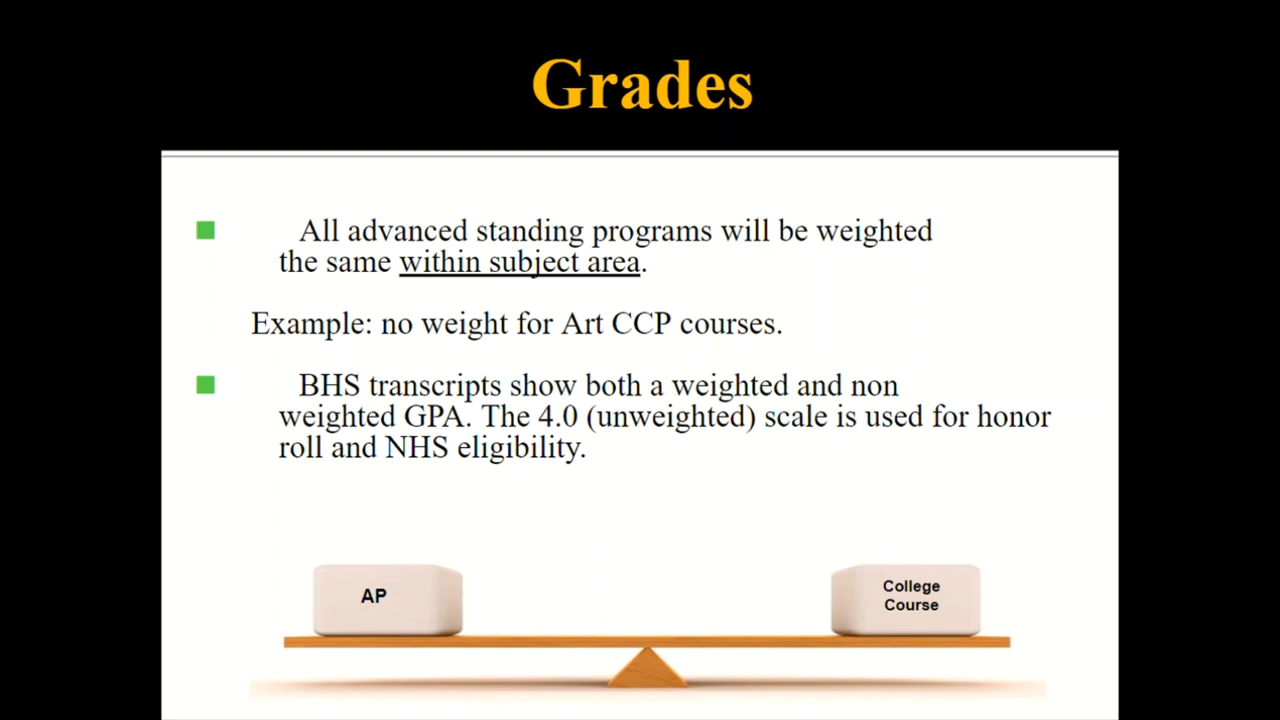 Grades
All advanced standing programs will be weighted
the same within subject area.
Example: no weight for Art CCP courses.
BHS transcripts show both a weighted and non
weighted GPA. The 4.0 (unweighted) scale is used for honor
roll and NHS eligibility.
AP
College
Course